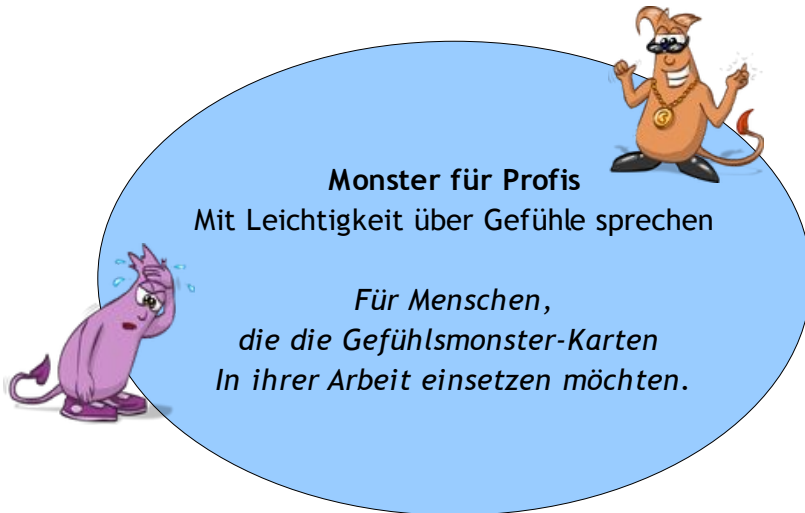 Monster für Profis
Mit Leichtigkeit über Gefühle sprechen
Für Menschen,
die die Gefühlsmonster-Karten
In ihrer Arbeit einsetzen möchten.